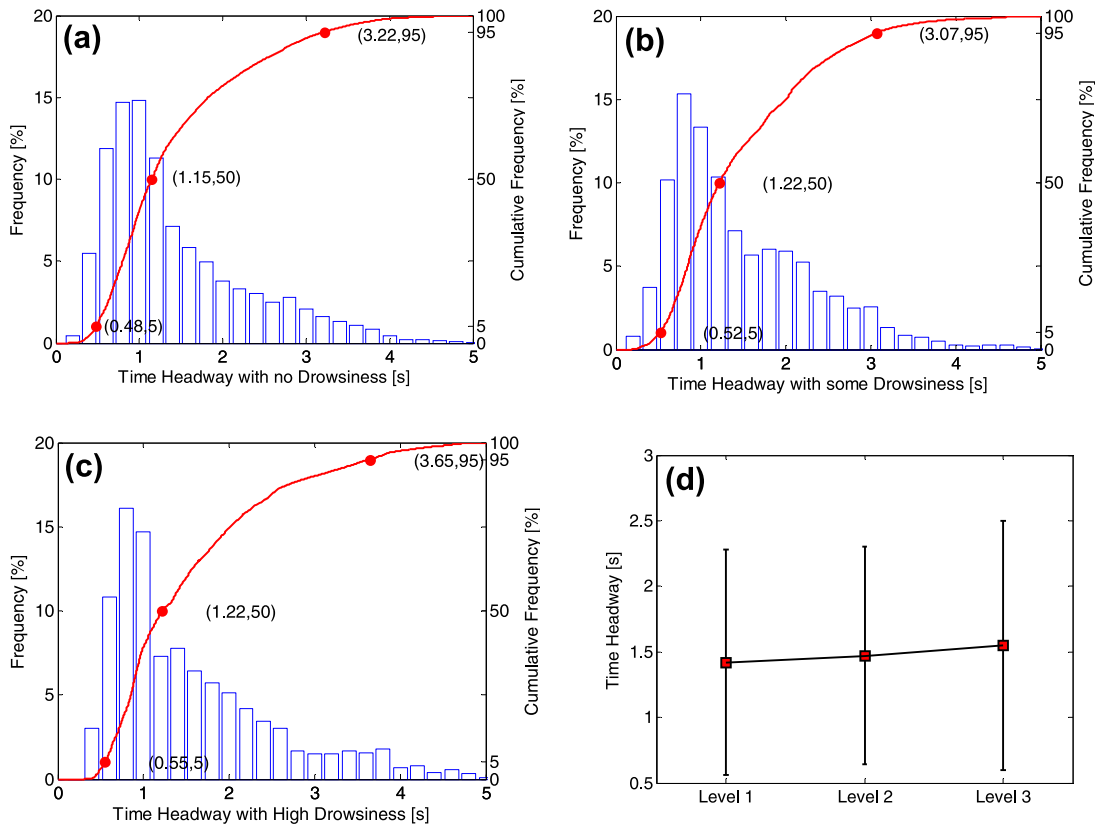 (a)
20
15
10
5
0
Frequency [%]
100
95
50
5
0
Cumulative Frequency [%]
(3.22,95)
(1.15,50)
(0.48,5)
0 1 2 3 4 5
Time Headway with no Drowsiness [s]
(b)
20
15
10
5
0
Frequency [%]
100
95
50
5
0
Cumulative Frequency [%]
(3.07,95)
(1.22,50)
(0.52,5)
0 1 2 3 4 5
Time Headway with some Drowsiness [s]
(c)
20
15
10
5
0
Frequency [%]
100
95
50
5
0
Cumulative Frequency [%]
(3.65,95)
(1.22,50)
(0.55,5)
0 1 2 3 4 5
Time Headway with High Drowsiness [s]
(d)
3
2.5
2
1.5
1
0.5
Time Headway [s]
Level 1 Level 2 Level 3